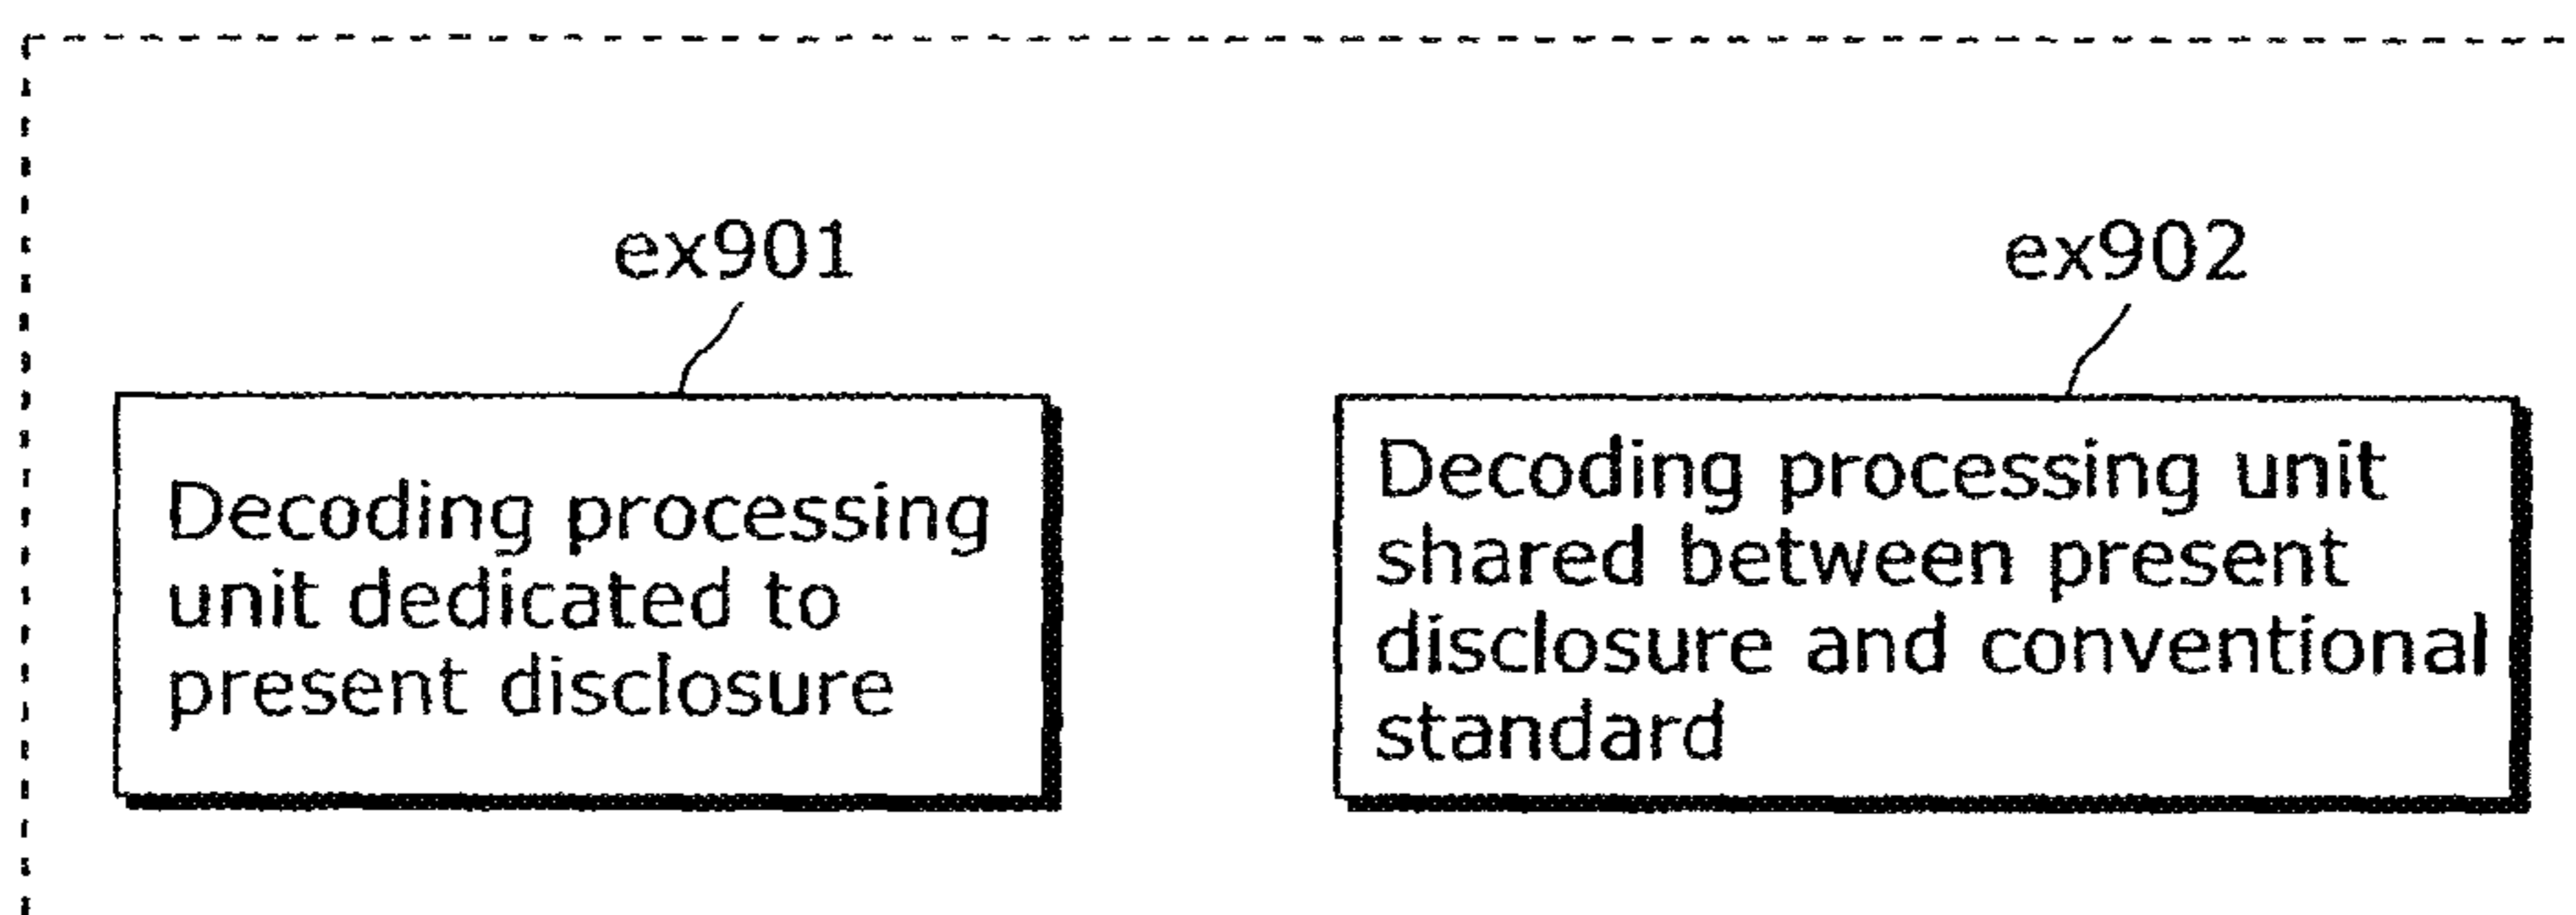 ex901
ex902
Decoding processing
unit dedicated to
present disclosure
Decoding processing unit
shared between present
disclosure and conventional
standard